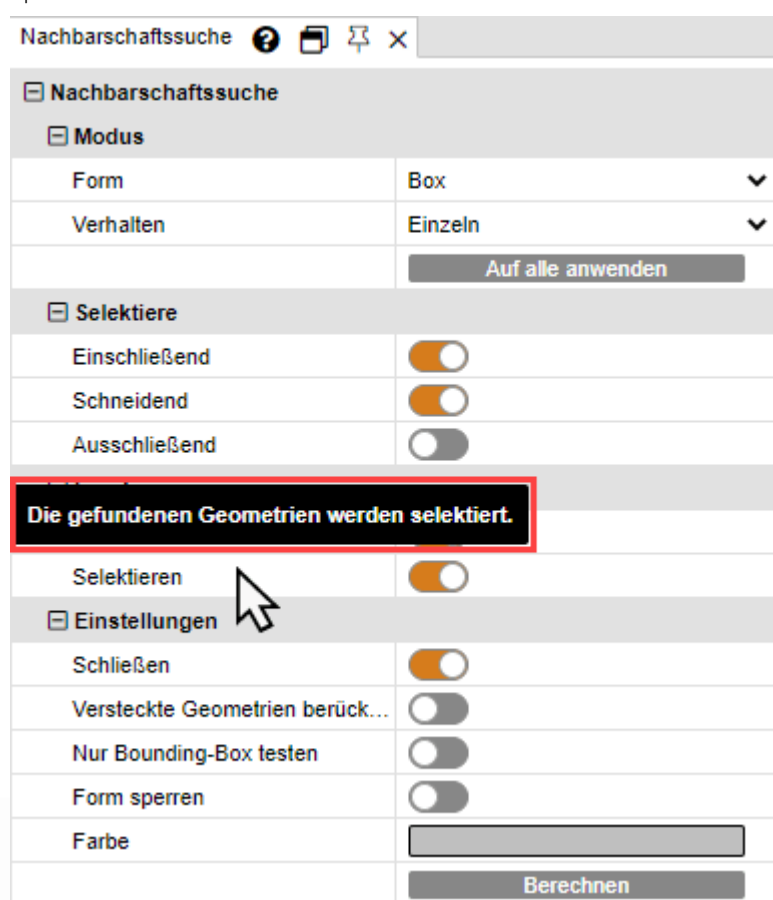 Nachbarschaftssuche
Nachbarschaftssuche
Modus
Form Box
Verhalten Einzeln
Auf alle anwenden
Selektiere
Einschließend
Schneidend
Ausschließend
Die gefundenen Geometrien werden selektiert.
Selektieren
Einstellungen
Schließen
Versteckte Geometrien berück...
Nur Bounding-Box testen
Form sperren
Farbe
Berechnen